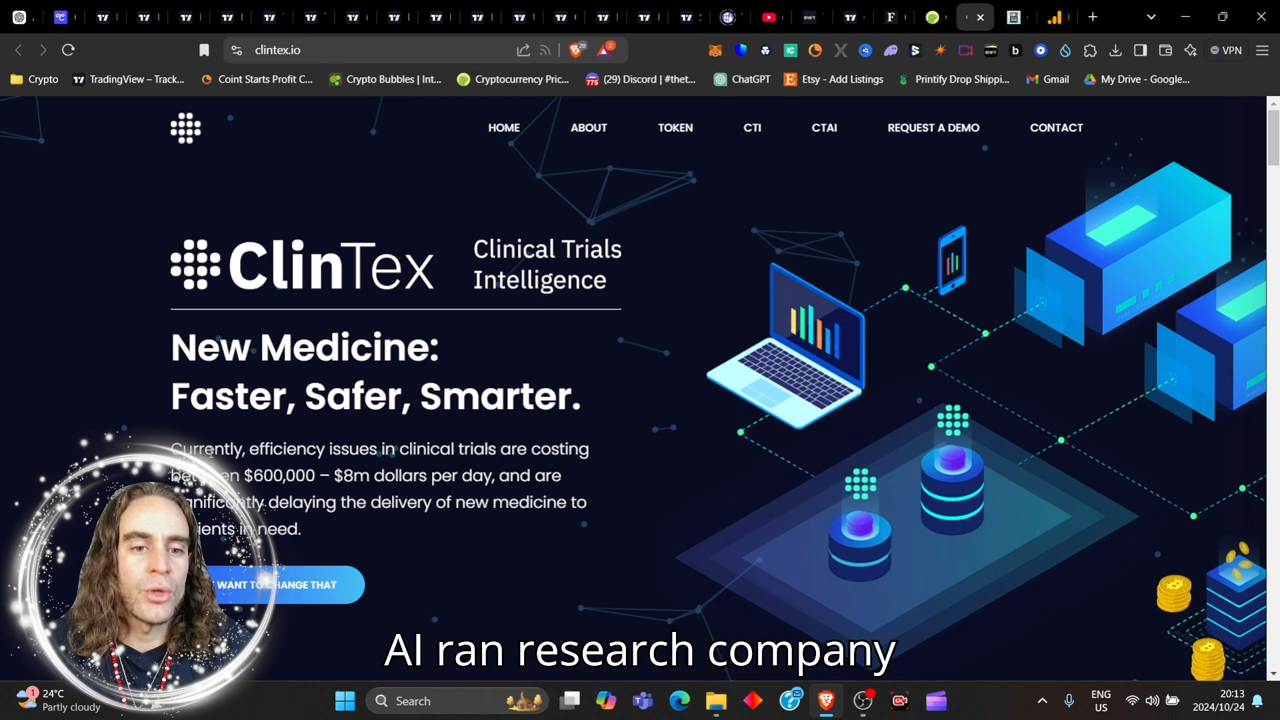 clintex.io
VPN
Crypto
TradingView – Track...
Coint Starts Profit C...
Crypto Bubbles | Int...
Cryptocurrency Pric...
(29) Discord | #thet...
ChatGPT
Etsy - Add Listings
Printify Drop Shippi...
Gmail
My Drive - Google...
HOME
ABOUT
TOKEN
CTI
CTAI
REQUEST A DEMO
CONTACT
ClinTex
Clinical Trials
Intelligence
New Medicine:
Faster, Safer, Smarter.
Currently, efficiency issues in clinical trials are costing
$600,000 – $8m dollars per day, and are
delaying the delivery of new medicine to
in need.
WANT TO CHANGE THAT
AI ran research company
1
24°C
Partly cloudy
Search
ENG
US
20:13
2024/10/24